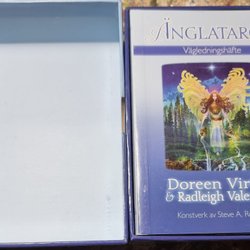 ÄNGLATARO
Vägledningshäfte
Doreen Vir
& Radleigh Vale
Konstverk av Steve A. R